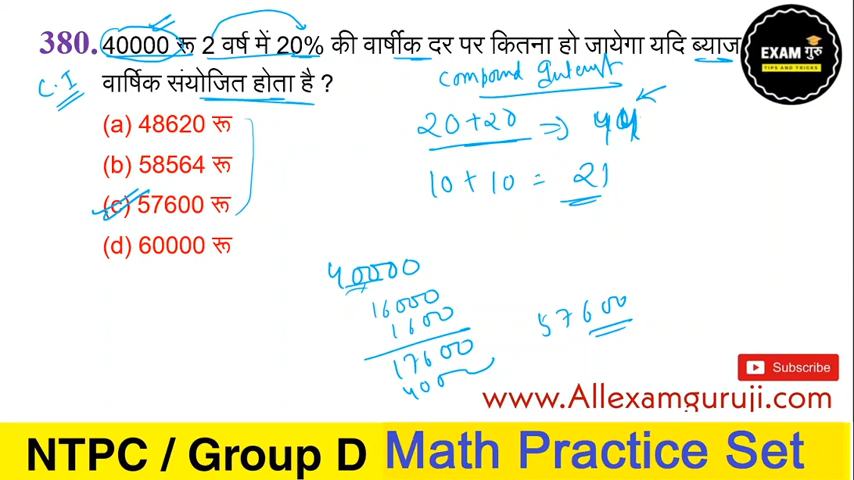 380. 40000 रू 2 वर्ष में 20% की वार्षीक दर पर कितना हो जायेगा यदि ब्याज
वार्षिक संयोजित होता है ?
C.I
Compound Interest
(a) 48620 रू
(b) 58564 रू
(c) 57600 रू
(d) 60000 रू
20+20 ⇒ 44
10+10 = 21
40000
16000
1600
17600
400
57600
EXAM गुरु
TIPS AND TRICKS
Subscribe
www.Allexamguruji.com
NTPC / Group D Math Practice Set